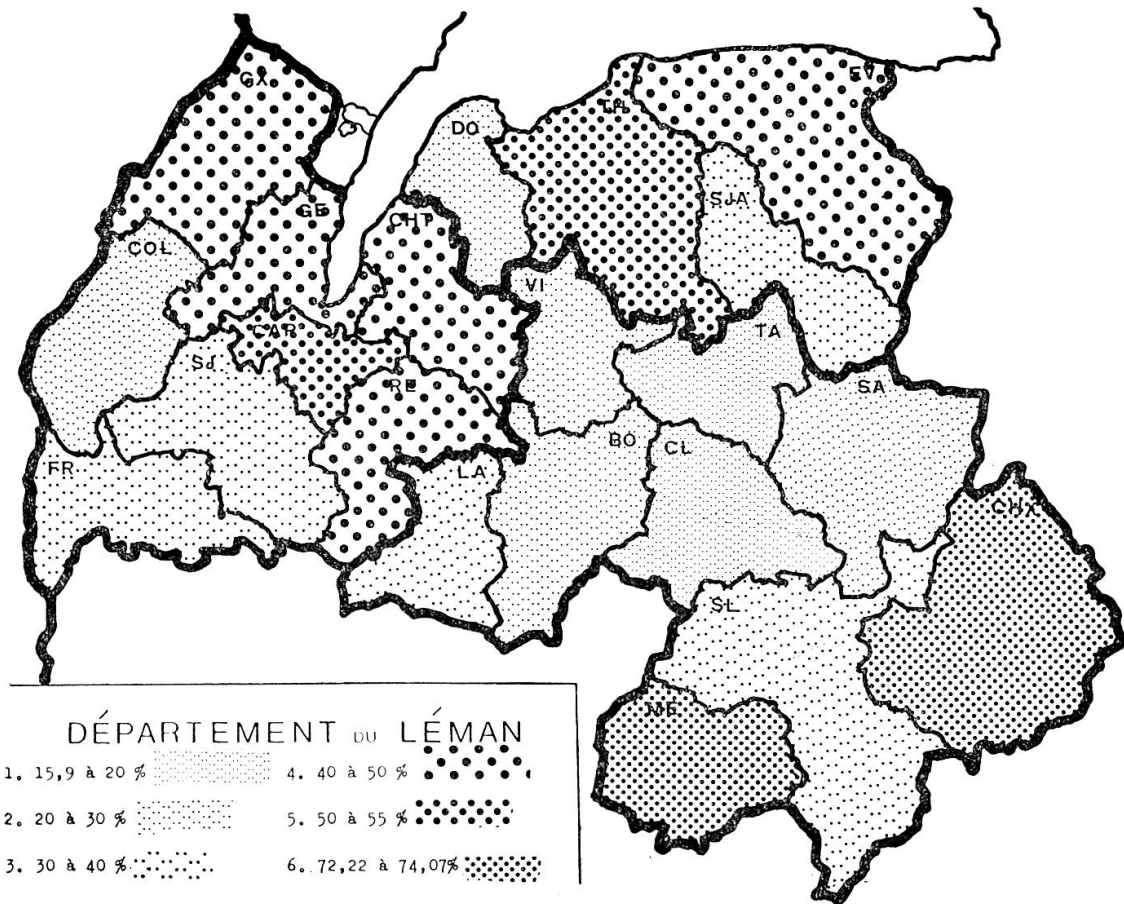 GX
EV
TH
DO
SJA
GE
CHT
COL
VI
TA
CAR
SJ
RE
SA
BO
CL
FR
LA
CHX
SL
ME
DÉPARTEMENT DU LÉMAN
1. 15,9 à 20 %
4. 40 à 50 %
2. 20 à 30 %
5. 50 à 55 %
3. 30 à 40 %
6. 72,22 à 74,07%